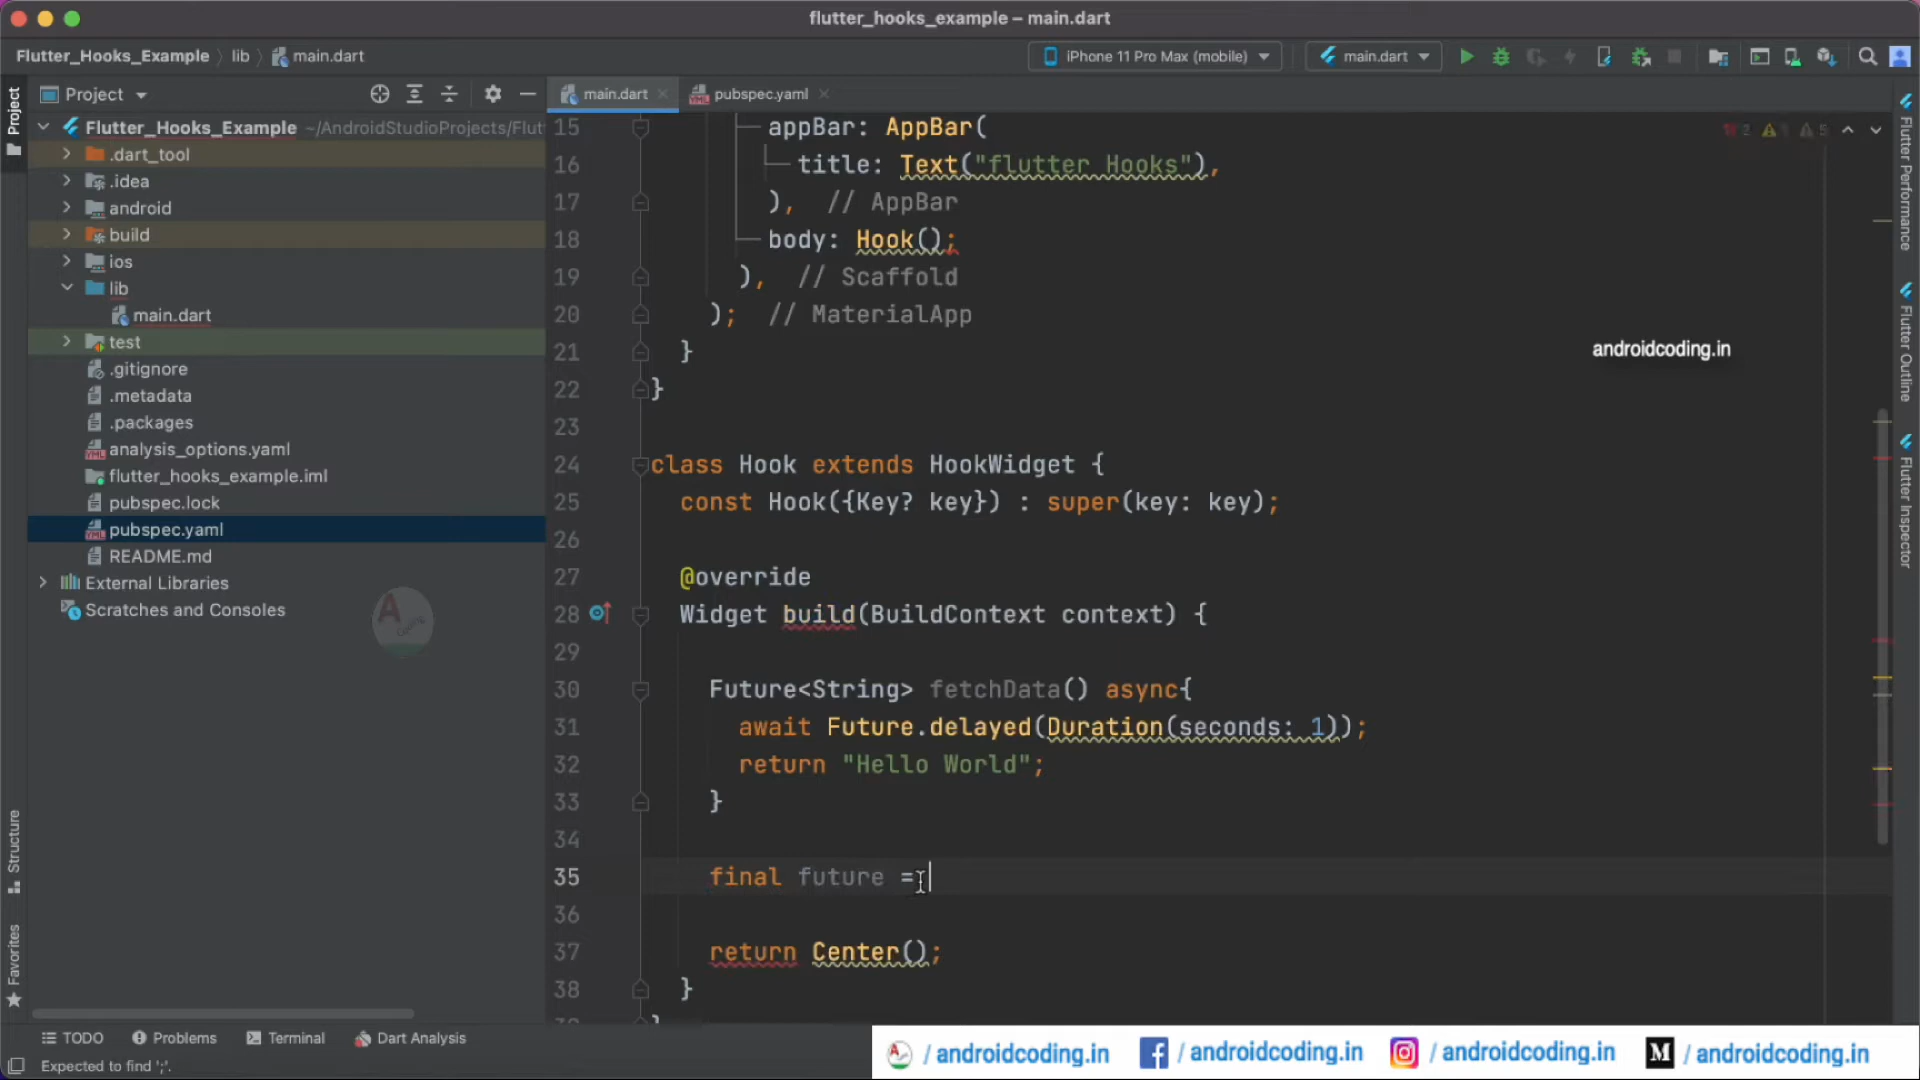 flutter_hooks_example – main.dart
Flutter_Hooks_Example lib main.dart
iPhone 11 Pro Max (mobile) main.dart
Project
main.dart
pubspec.yaml
Project
Flutter_Hooks_Example ~/AndroidStudioProjects/Flut
.dart_tool
.idea
android
build
ios
lib
main.dart
test
.gitignore
.metadata
.packages
analysis_options.yaml
flutter_hooks_example.iml
pubspec.lock
pubspec.yaml
README.md
External Libraries
Scratches and Consoles
Structure
Favorites
2 1 5
15 appBar: AppBar(
16 title: Text("flutter Hooks"),
17 ), // AppBar
18 body: Hook();
19 ), // Scaffold
20 ); // MaterialApp
21 }
22 }
23
24 class Hook extends HookWidget {
25 const Hook({Key? key}) : super(key: key);
26
27 @override
28 Widget build(BuildContext context) {
29
30 Future<String> fetchData() async{
31 await Future.delayed(Duration(seconds: 1));
32 return "Hello World";
33 }
34
35 final future =
36
37 return Center();
38 }
androidcoding.in
Flutter Performance
Flutter Outline
Flutter Inspector
TODO Problems Terminal Dart Analysis
Expected to find ';'.
/ androidcoding.in / androidcoding.in / androidcoding.in M / androidcoding.in